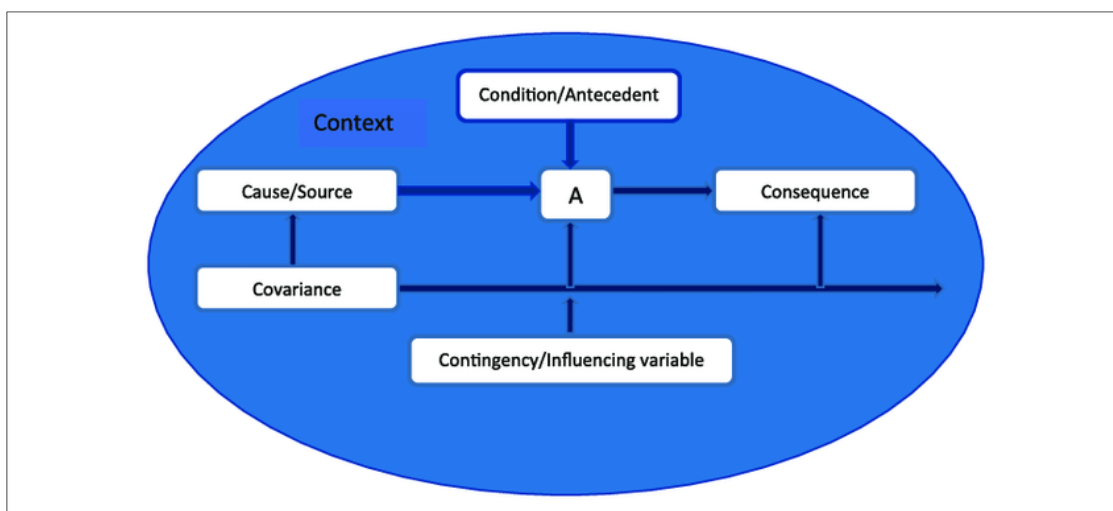 Condition/Antecedent
Context
Cause/Source
A
Consequence
Covariance
Contingency/Influencing variable